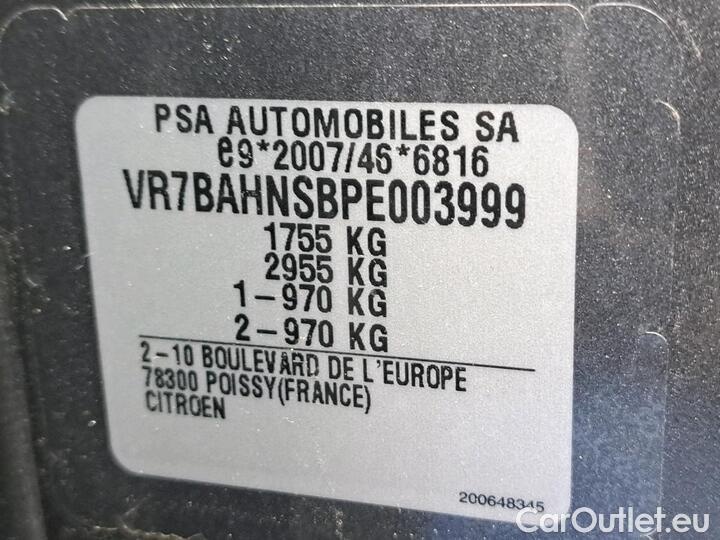 PSA AUTOMOBILES SA
e9*2007/46*6816
VR7BAHNSBPE003999
1755 KG
2955 KG
1-970 KG
2-970 KG
2-10 BOULEVARD DE L'EUROPE
78300 POISSY(FRANCE)
CITROEN
200648345
CarOutlet.eu